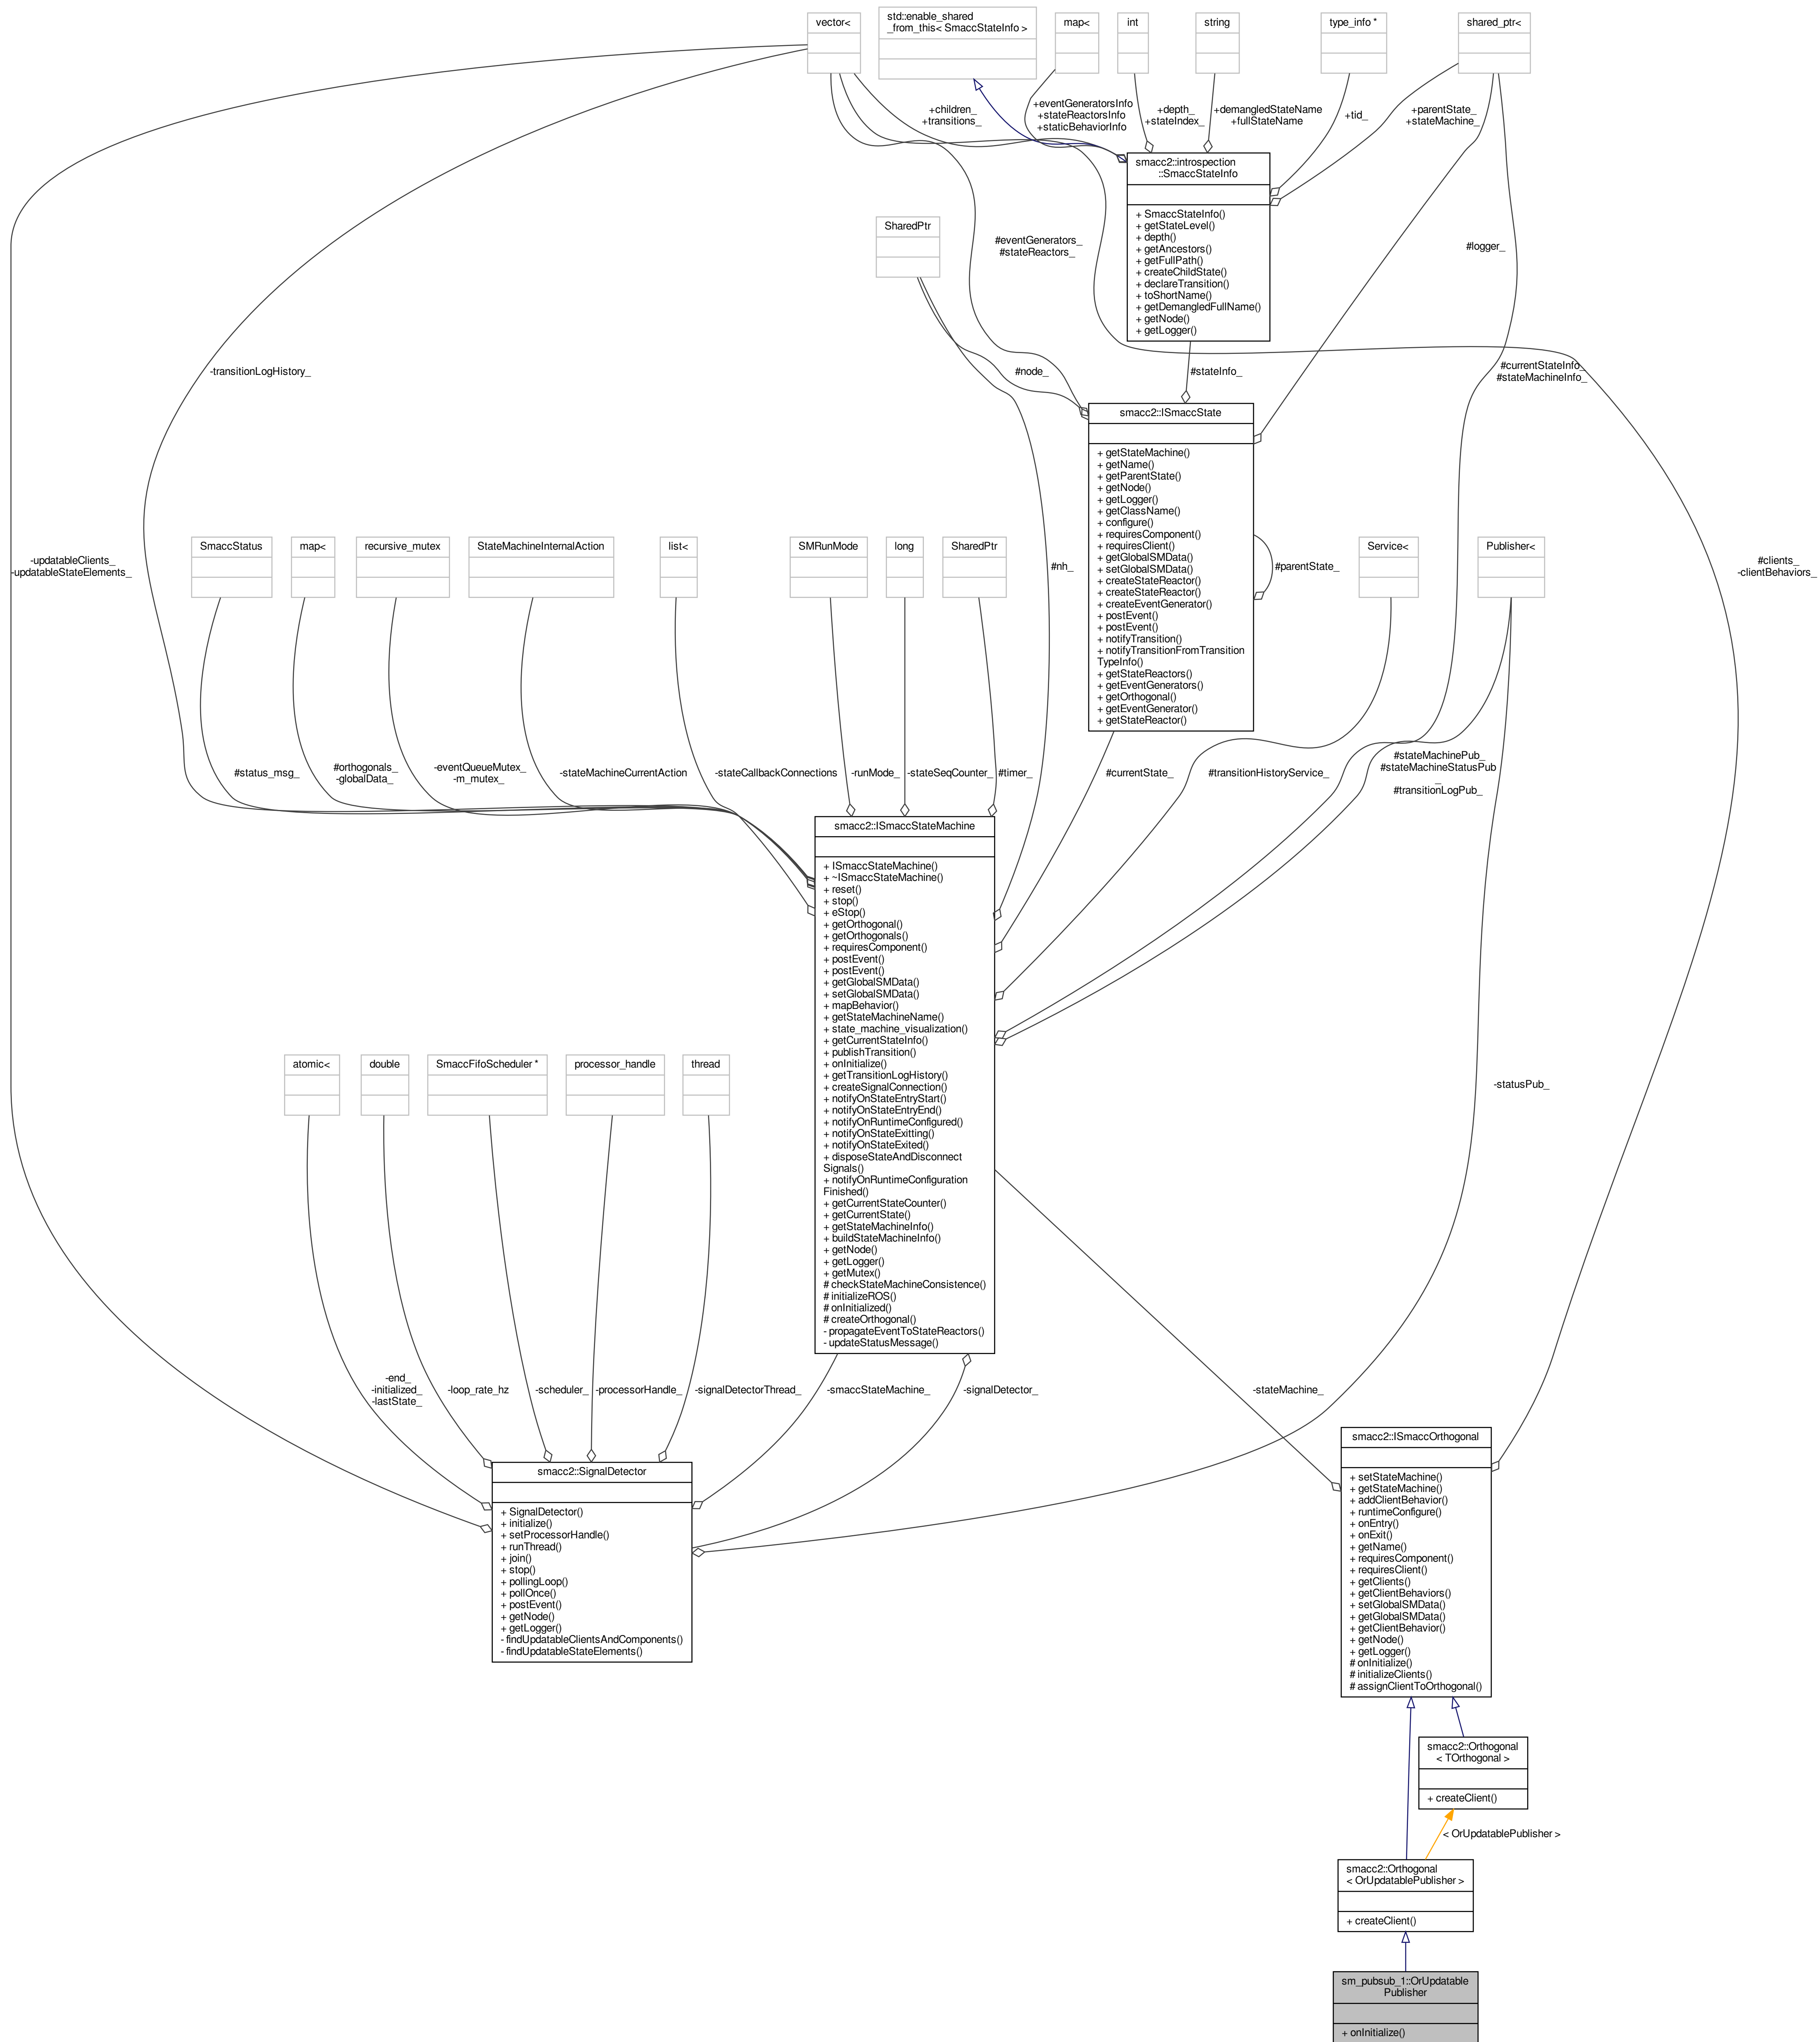 vector<
std::enable_shared
_from_this< SmaccStateInfo >
map<
int
string
type_info *
shared_ptr<
+children_
+transitions_
+eventGeneratorsInfo
+stateReactorsInfo
+staticBehaviorInfo
+depth_
+stateIndex_
+demangledStateName
+fullStateName
+tid_
+parentState_
+stateMachine_
smacc2::introspection
::SmaccStateInfo
+ SmaccStateInfo()
+ getStateLevel()
+ depth()
+ getAncestors()
+ getFullPath()
+ createChildState()
+ declareTransition()
+ toShortName()
+ getDemangledFullName()
+ getNode()
+ getLogger()
SharedPtr
#eventGenerators_
#stateReactors_
#logger_
-transitionLogHistory_
#node_
#stateInfo_
#currentStateInfo_
#stateMachineInfo_
smacc2::ISmaccState
+ getStateMachine()
+ getName()
+ getParentState()
+ getNode()
+ getLogger()
+ getClassName()
+ configure()
+ requiresComponent()
+ requiresClient()
+ getGlobalSMData()
+ setGlobalSMData()
+ createStateReactor()
+ createStateReactor()
+ createEventGenerator()
+ postEvent()
+ postEvent()
+ notifyTransition()
+ notifyTransitionFromTransition
TypeInfo()
+ getStateReactors()
+ getEventGenerators()
+ getOrthogonal()
+ getEventGenerator()
+ getStateReactor()
#parentState_
-updatableClients_
-updatableStateElements_
SmaccStatus
map<
recursive_mutex
StateMachineInternalAction
list<
SMRunMode
long
SharedPtr
#nh_
Service<
Publisher<
#clients_
-clientBehaviors_
#status_msg_
#orthogonals_
-globalData_
-eventQueueMutex_
-m_mutex_
-stateMachineCurrentAction
-stateCallbackConnections
-runMode_
-stateSeqCounter_
#timer_
#currentState_
#transitionHistoryService_
#stateMachinePub_
#stateMachineStatusPub
_
#transitionLogPub_
smacc2::ISmaccStateMachine
+ ISmaccStateMachine()
+ ~ISmaccStateMachine()
+ reset()
+ stop()
+ eStop()
+ getOrthogonal()
+ getOrthogonals()
+ requiresComponent()
+ postEvent()
+ postEvent()
+ getGlobalSMData()
+ setGlobalSMData()
+ mapBehavior()
+ getStateMachineName()
+ state_machine_visualization()
+ getCurrentStateInfo()
+ publishTransition()
+ onInitialize()
+ getTransitionLogHistory()
+ createSignalConnection()
+ notifyOnStateEntryStart()
+ notifyOnStateEntryEnd()
+ notifyOnRuntimeConfigured()
+ notifyOnStateExitting()
+ notifyOnStateExited()
+ disposeStateAndDisconnect
Signals()
+ notifyOnRuntimeConfiguration
Finished()
+ getCurrentStateCounter()
+ getCurrentState()
+ getStateMachineInfo()
+ buildStateMachineInfo()
+ getNode()
+ getLogger()
+ getMutex()
# checkStateMachineConsistence()
# initializeROS()
# onInitialized()
# createOrthogonal()
- propagateEventToStateReactors()
- updateStatusMessage()
atomic<
double
SmaccFifoScheduler *
processor_handle
thread
-statusPub_
-end_
-initialized_
-lastState_
-loop_rate_hz
-scheduler_
-processorHandle_
-signalDetectorThread_
-smaccStateMachine_
-signalDetector_
-stateMachine_
smacc2::SignalDetector
+ SignalDetector()
+ initialize()
+ setProcessorHandle()
+ runThread()
+ join()
+ stop()
+ pollingLoop()
+ pollOnce()
+ postEvent()
+ getNode()
+ getLogger()
- findUpdatableClientsAndComponents()
- findUpdatableStateElements()
smacc2::ISmaccOrthogonal
+ setStateMachine()
+ getStateMachine()
+ addClientBehavior()
+ runtimeConfigure()
+ onEntry()
+ onExit()
+ getName()
+ requiresComponent()
+ requiresClient()
+ getClients()
+ getClientBehaviors()
+ setGlobalSMData()
+ getGlobalSMData()
+ getClientBehavior()
+ getNode()
+ getLogger()
# onInitialize()
# initializeClients()
# assignClientToOrthogonal()
smacc2::Orthogonal
< TOrthogonal >
+ createClient()
< OrUpdatablePublisher >
smacc2::Orthogonal
< OrUpdatablePublisher >
+ createClient()
sm_pubsub_1::OrUpdatable
Publisher
+ onInitialize()